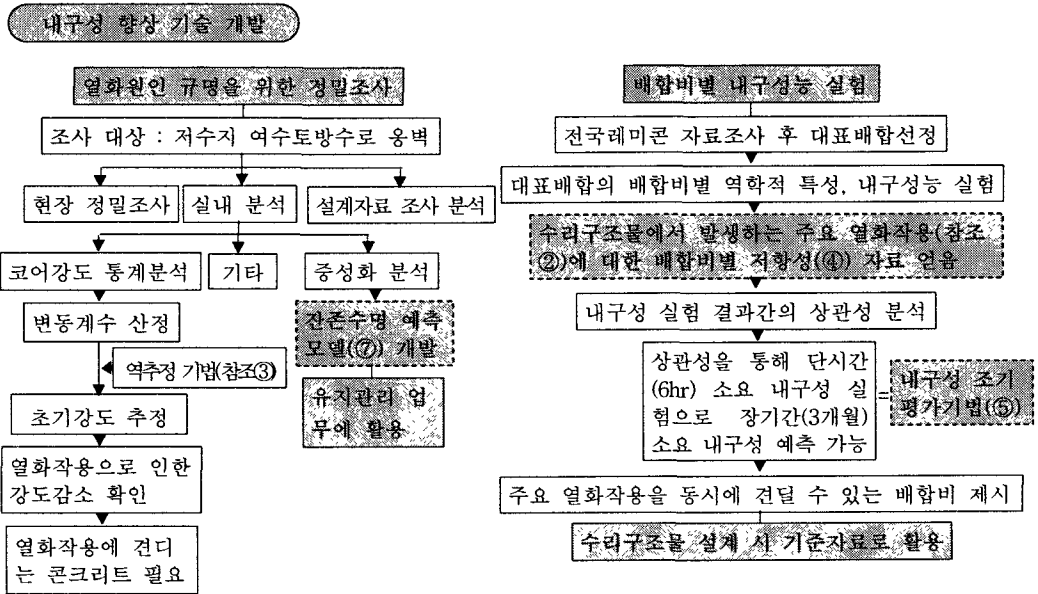 내구성 향상 기술 개발
열화원인 규명을 위한 정밀조사
조사 대상 : 저수지 여수토방수로 옹벽
현장 정밀조사
실내 분석
설계자료 조사 분석
코어강도 통계분석
기타
중성화 분석
변동계수 산정
잔존수명 예측
모델(⑦) 개발
역추정 기법(참조③)
유지관리 업
무에 활용
초기강도 추정
열화작용으로 인한
강도감소 확인
열화작용에 견디
는 콘크리트 필요
배합비별 내구성능 실험
전국레미콘 자료조사 후 대표배합선정
대표배합의 배합비별 역학적 특성, 내구성능 실험
수리구조물에서 발생하는 주요 열화작용(참조
②)에 대한 배합비별 저항성(④) 자료 얻음
내구성 실험 결과간의 상관성 분석
상관성을 통해 단시간
(6hr) 소요 내구성 실
험으로 장기간(3개월)
소요 내구성 예측 가능
=
내구성 조기
평가기법(⑤)
주요 열화작용을 동시에 견딜 수 있는 배합비 제시
수리구조물 설계 시 기준자료로 활용